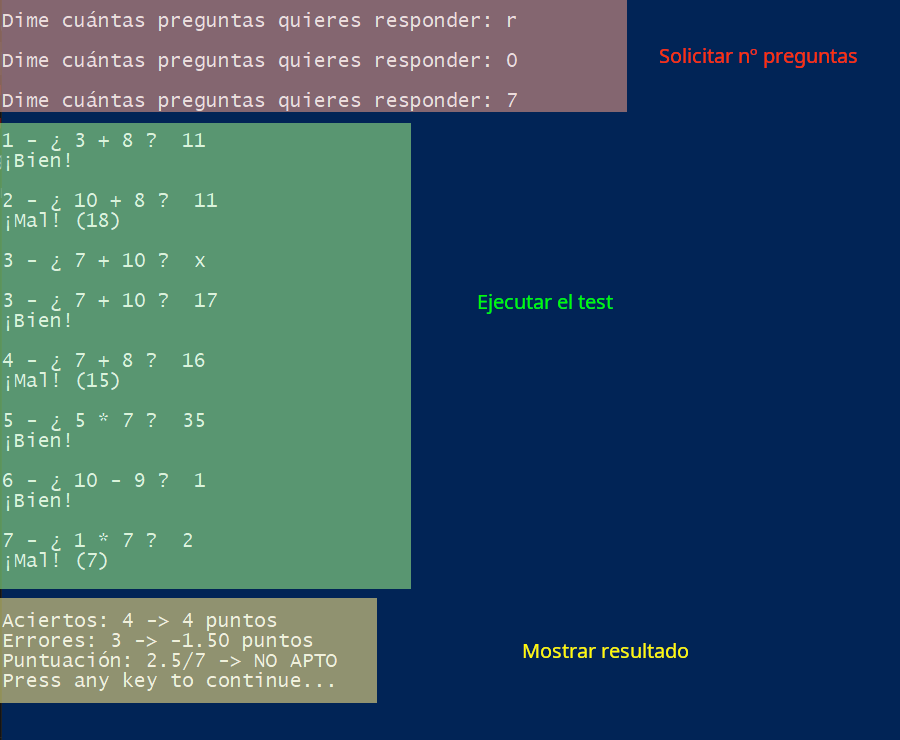 Dime cuántas preguntas quieres responder: r
Dime cuántas preguntas quieres responder: 0
Dime cuántas preguntas quieres responder: 7
Solicitar nº preguntas
1 - ¿ 3 + 8 ?  11
¡Bien!
2 - ¿ 10 + 8 ?  11
¡Mal! (18)
3 - ¿ 7 + 10 ?  x
3 - ¿ 7 + 10 ?  17
¡Bien!
4 - ¿ 7 + 8 ?  16
¡Mal! (15)
5 - ¿ 5 * 7 ?  35
¡Bien!
6 - ¿ 10 - 9 ?  1
¡Bien!
7 - ¿ 1 * 7 ?  2
¡Mal! (7)
Ejecutar el test
Aciertos: 4 -> 4 puntos
Errores: 3 -> -1.50 puntos
Puntuación: 2.5/7 -> NO APTO
Press any key to continue...
Mostrar resultado